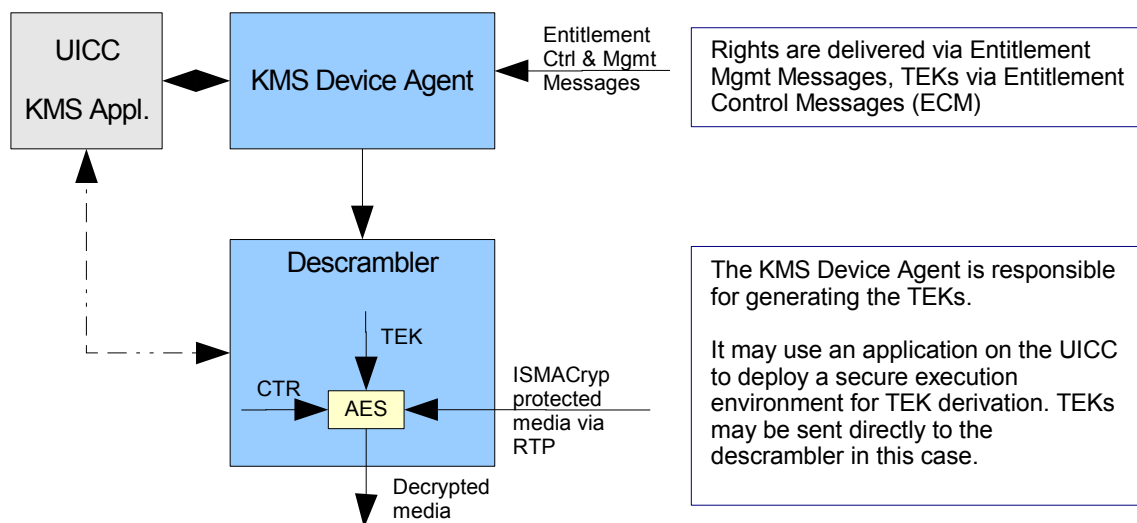 UICC
KMS Appl.
KMS Device Agent
Entitlement
Ctrl & Mgmt
Messages
Rights are delivered via Entitlement
Mgmt Messages, TEKs via Entitlement
Control Messages (ECM)
Descrambler
TEK
CTR
AES
ISMACryp
protected
media via
RTP
Decrypted
media
The KMS Device Agent is responsible
for generating the TEKs.
It may use an application on the UICC
to deploy a secure execution
environment for TEK derivation. TEKs
may be sent directly to the
descrambler in this case.